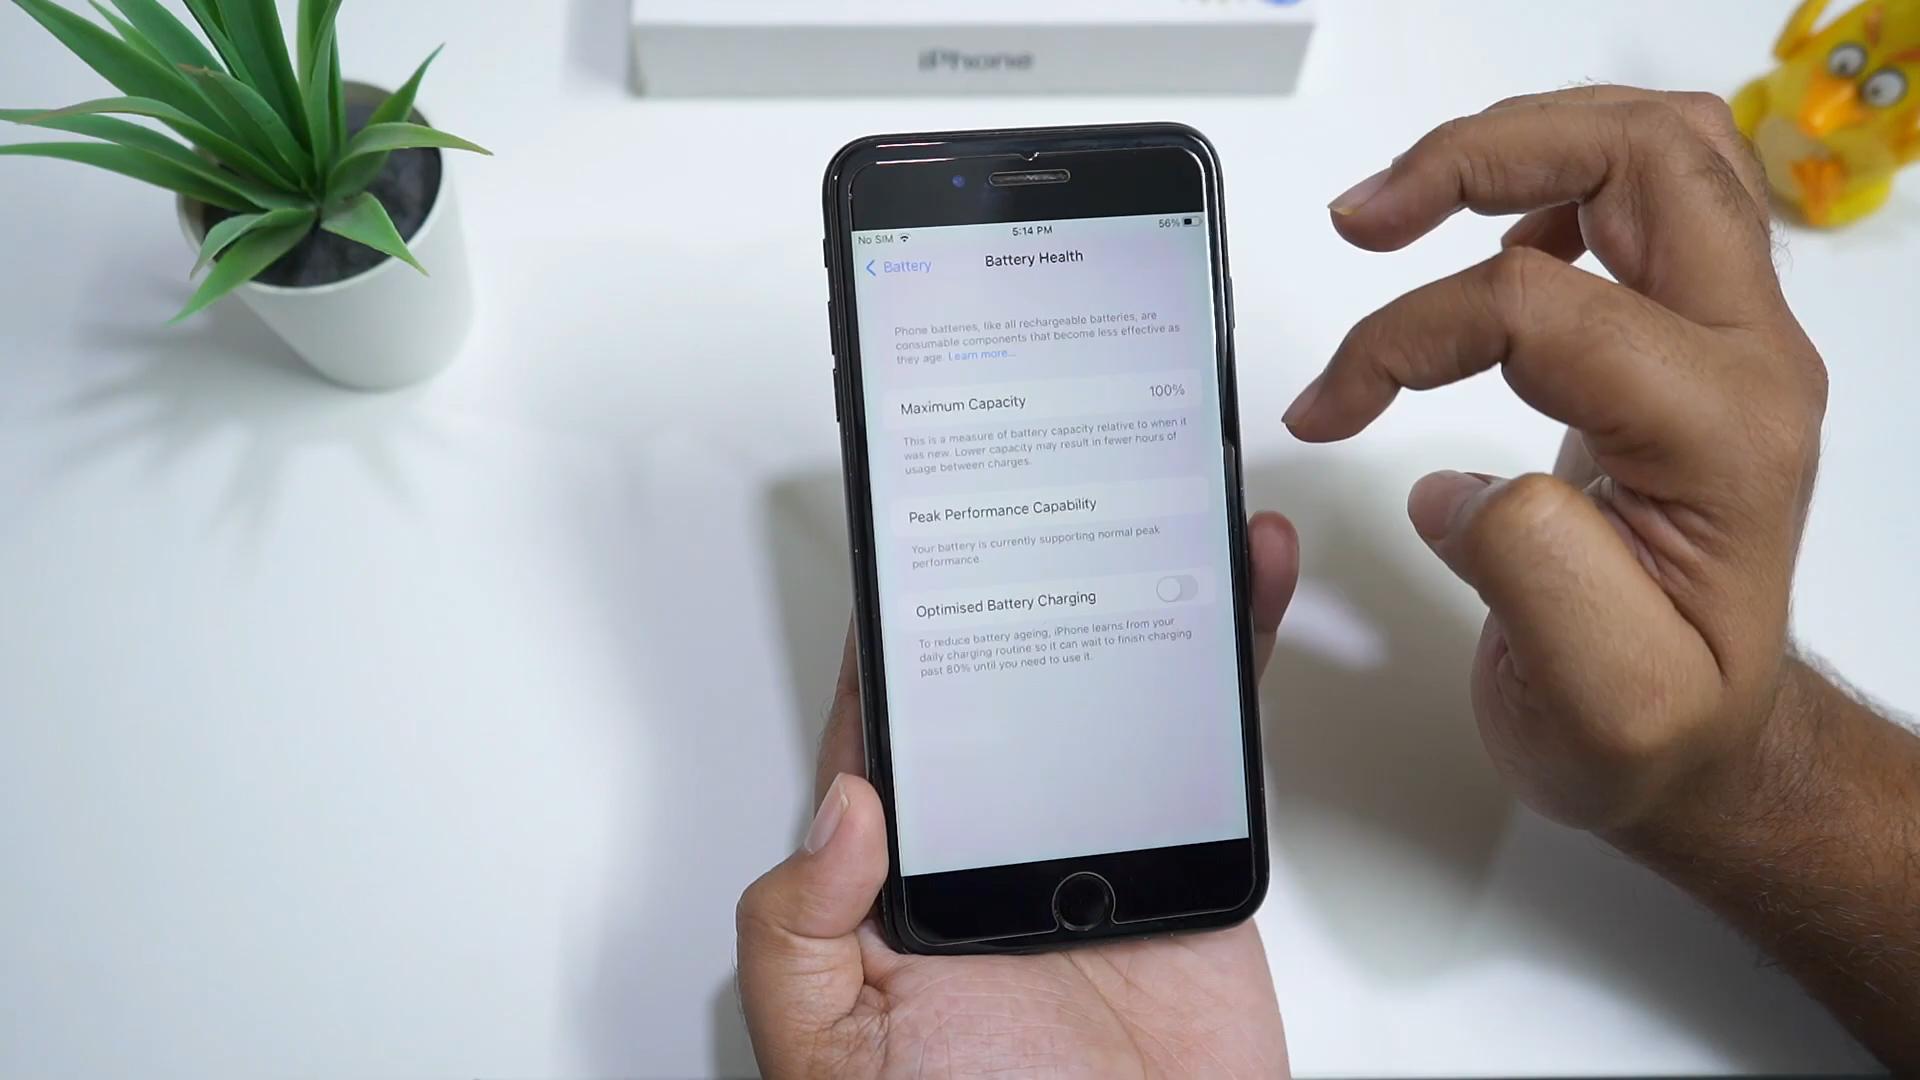 iPhone
No SIM
5:14 PM
56%
Battery
Battery Health
Phone batteries, like all rechargeable batteries, are
consumable components that become less effective as
they age. Learn more...
Maximum Capacity 100%
This is a measure of battery capacity relative to when it
was new. Lower capacity may result in fewer hours of
usage between charges.
Peak Performance Capability
Your battery is currently supporting normal peak
performance.
Optimised Battery Charging
To reduce battery ageing, iPhone learns from your
daily charging routine so it can wait to finish charging
past 80% until you need to use it.